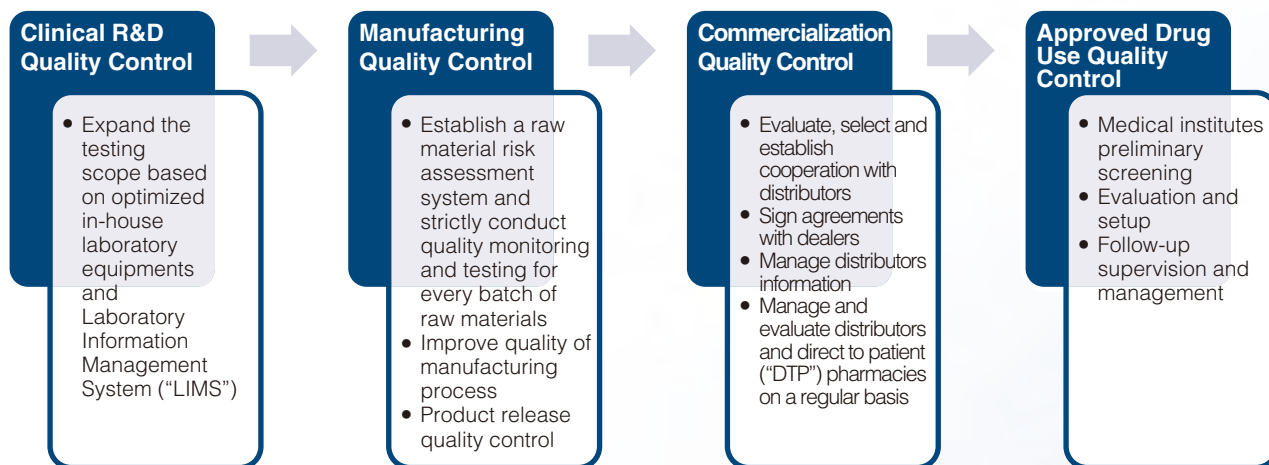 Clinical R&D
Quality Control
• Expand the
testing
scope based
on optimized
in-house
laboratory
equipments
and
Laboratory
Information
Management
System (“LIMS”)
Manufacturing
Quality Control
• Establish a raw
material risk
assessment
system and
strictly conduct
quality monitoring
and testing for
every batch of
raw materials
• Improve quality of
manufacturing
process
• Product release
quality control
Commercialization
Quality Control
• Evaluate, select and
establish
cooperation with
distributors
• Sign agreements
with dealers
• Manage distributors
information
• Manage and
evaluate distributors
and direct to patient
(“DTP”) pharmacies
on a regular basis
Approved Drug
Use Quality
Control
• Medical institutes
preliminary
screening
• Evaluation and
setup
• Follow-up
supervision and
management